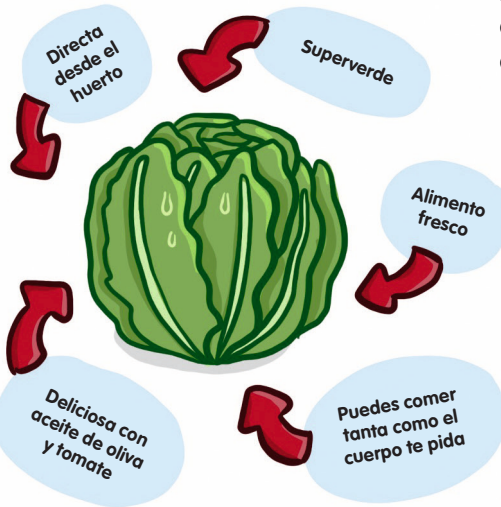 Directa
desde el
huerto
Superverde
Alimento
fresco
Deliciosa con
aceite de oliva
y tomate
Puedes comer
tanta como el
cuerpo te pida